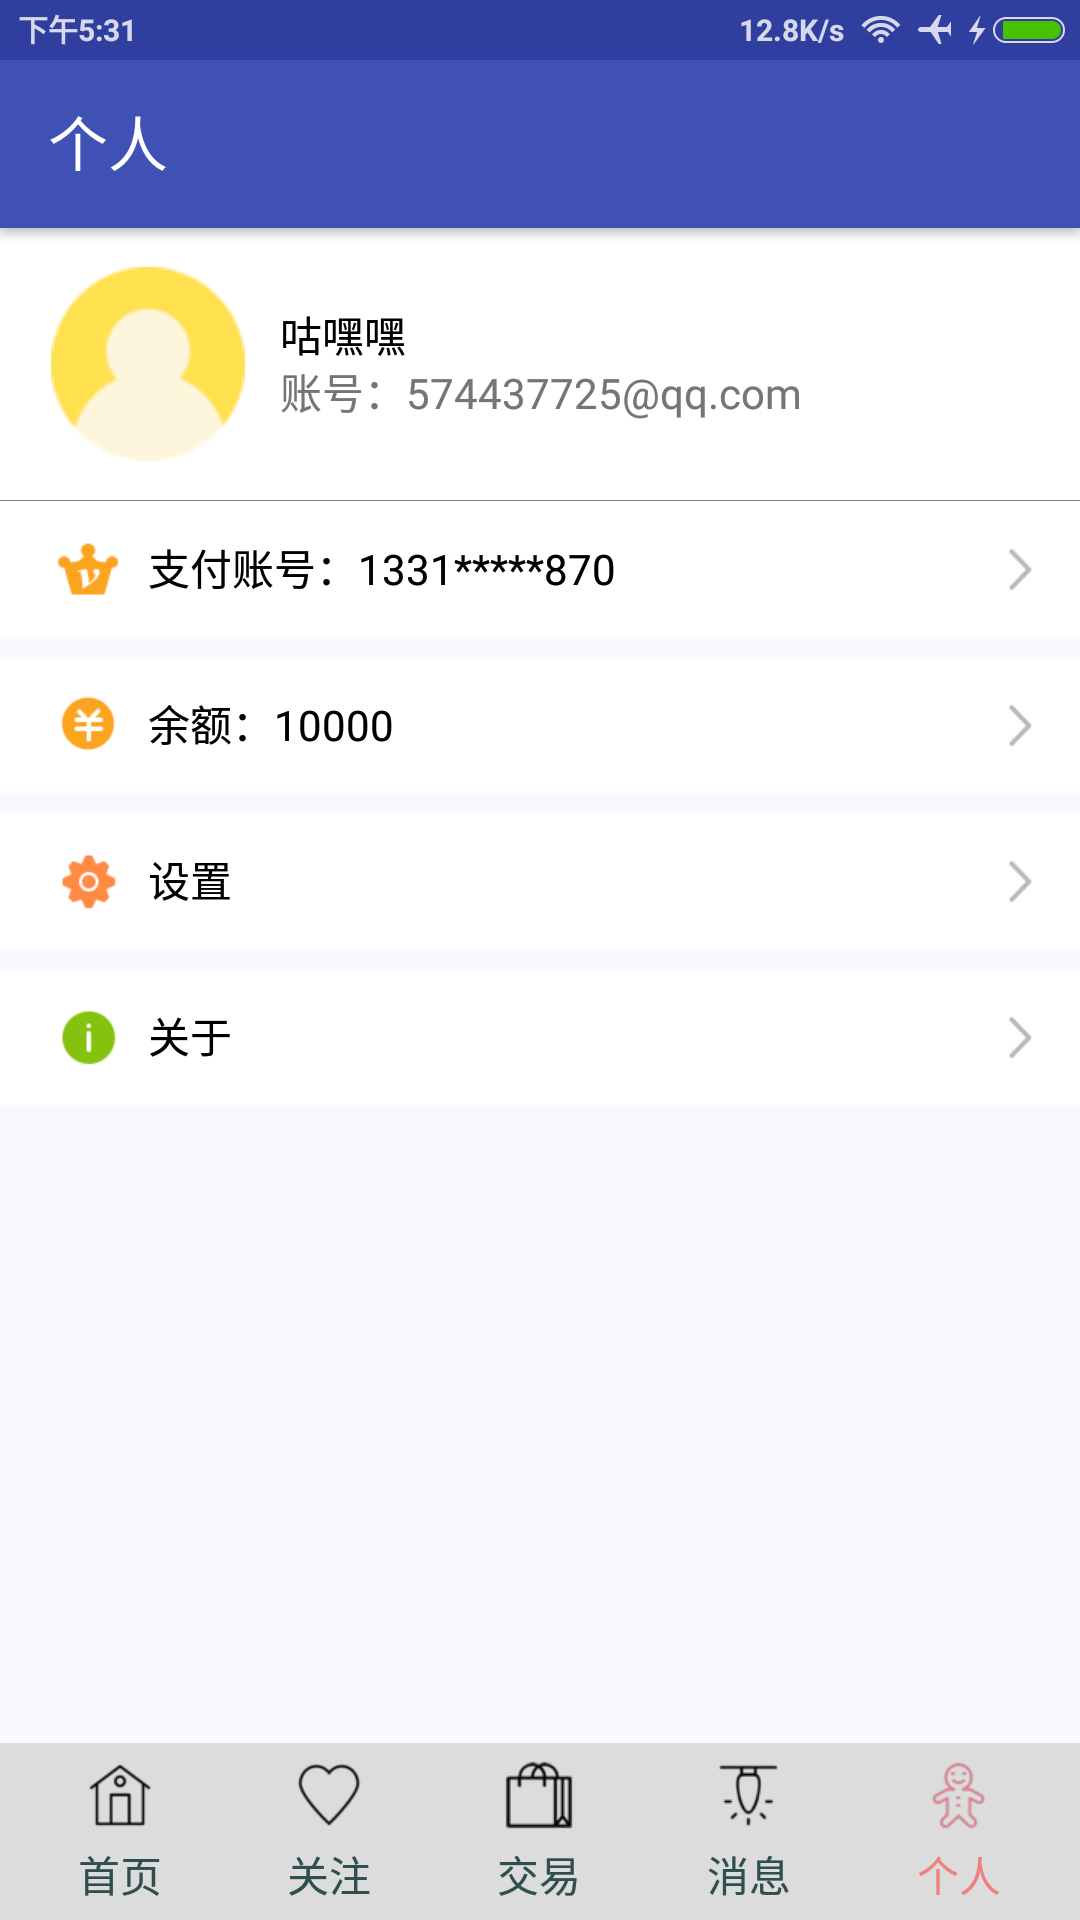 下午5:31 12.8K/s
个人
咕嘿嘿
账号：574437725@qq.com
支付账号：1331*****870
余额：10000
设置
关于
首页 关注 交易 消息 个人